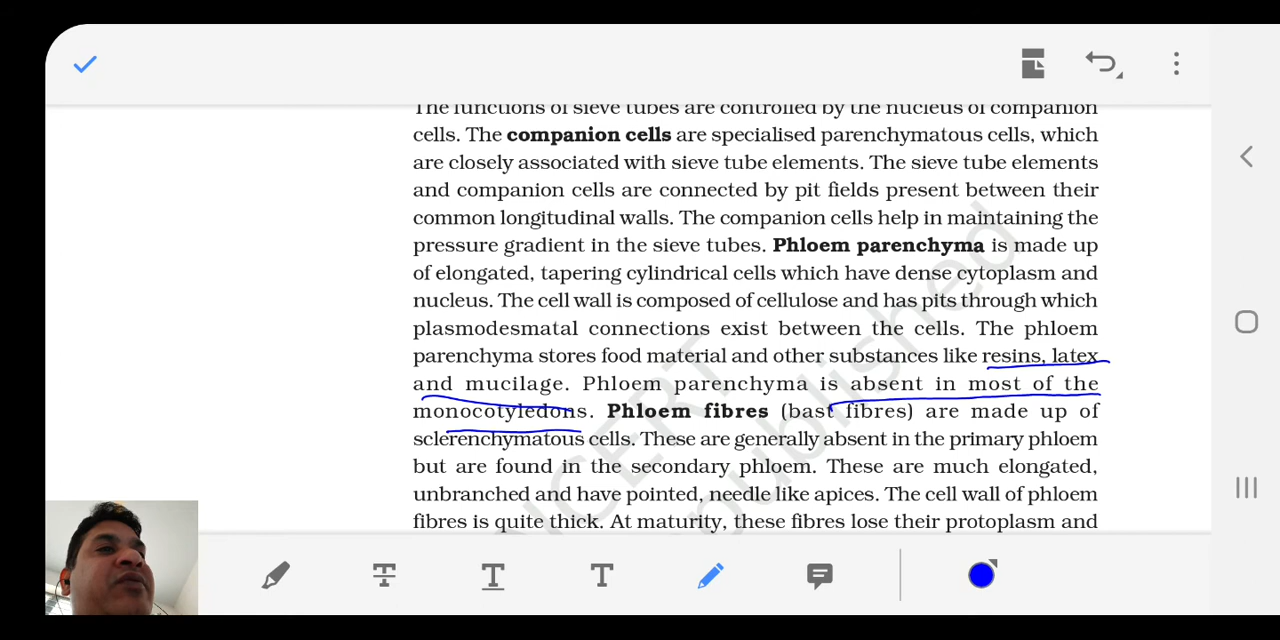 The functions of sieve tubes are controlled by the nucleus of companion
cells. The companion cells are specialised parenchymatous cells, which
are closely associated with sieve tube elements. The sieve tube elements
and companion cells are connected by pit fields present between their
common longitudinal walls. The companion cells help in maintaining the
pressure gradient in the sieve tubes. Phloem parenchyma is made up
of elongated, tapering cylindrical cells which have dense cytoplasm and
nucleus. The cell wall is composed of cellulose and has pits through which
plasmodesmatal connections exist between the cells. The phloem
parenchyma stores food material and other substances like resins, latex
and mucilage. Phloem parenchyma is absent in most of the
monocotyledons. Phloem fibres (bast fibres) are made up of
sclerenchymatous cells. These are generally absent in the primary phloem
but are found in the secondary phloem. These are much elongated,
unbranched and have pointed, needle like apices. The cell wall of phloem
fibres is quite thick. At maturity, these fibres lose their protoplasm and
T
T
T